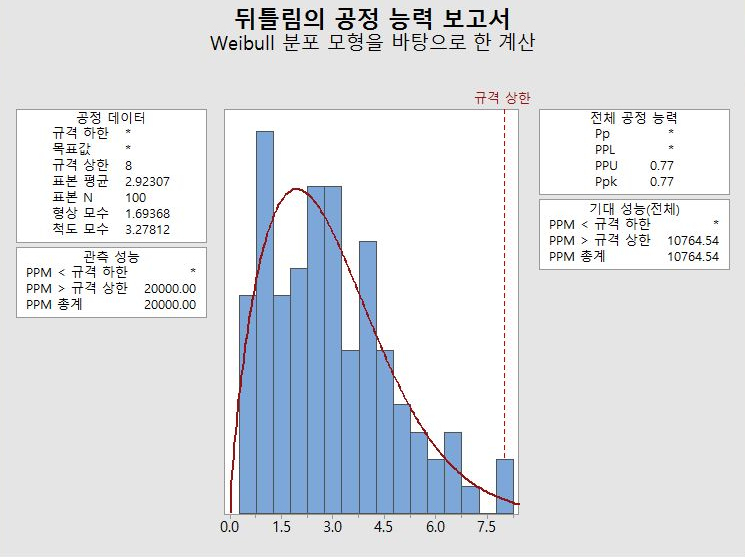 뒤틀림의 공정 능력 보고서
Weibull 분포 모형을 바탕으로 한 계산
규격 상한
공정 데이터
규격 하한 *
목표값 *
규격 상한 8
표본 평균 2.92307
표본 N 100
형상 모수 1.69368
척도 모수 3.27812
관측 성능
PPM < 규격 하한 *
PPM > 규격 상한 20000.00
PPM 총계 20000.00
전체 공정 능력
Pp *
PPL *
PPU 0.77
Ppk 0.77
기대 성능(전체)
PPM < 규격 하한 *
PPM > 규격 상한 10764.54
PPM 총계 10764.54
0.0 1.5 3.0 4.5 6.0 7.5